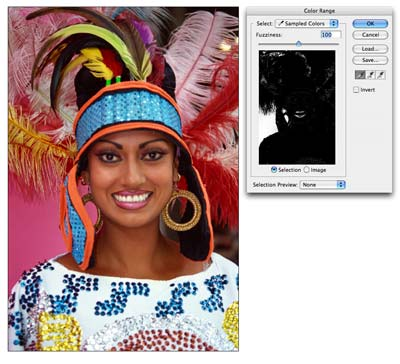 Color Range
Select: Sampled Colors
OK
Fuzziness: 100
Cancel
Load...
Save...
Invert
Selection Image
Selection Preview: None